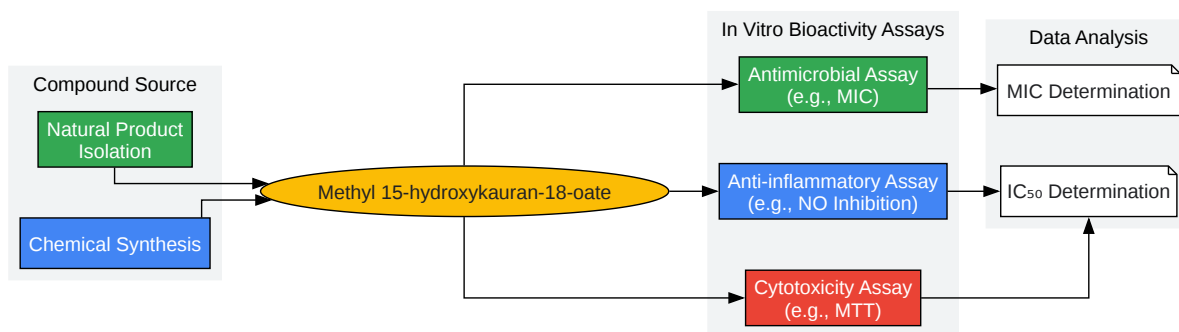 Compound Source
Natural Product
Isolation
Chemical Synthesis
Methyl 15-hydroxykauran-18-oate
In Vitro Bioactivity Assays
Antimicrobial Assay
(e.g., MIC)
Anti-inflammatory Assay
(e.g., NO Inhibition)
Cytotoxicity Assay
(e.g., MTT)
Data Analysis
MIC Determination
IC₅₀ Determination